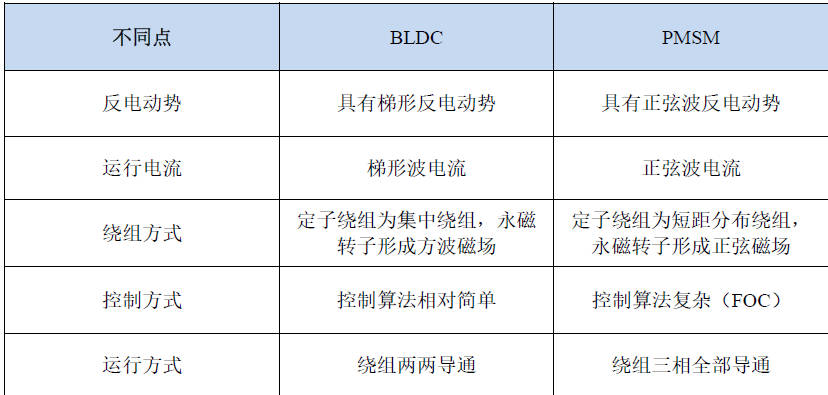 不同点 BLDC PMSM
反电动势 具有梯形反电动势 具有正弦波反电动势
运行电流 梯形波电流 正弦波电流
绕组方式 定子绕组为集中绕组，永磁 转子形成方波磁场 定子绕组为短距分布绕组， 永磁转子形成正弦磁场
控制方式 控制算法相对简单 控制算法复杂（FOC）
运行方式 绕组两两导通 绕组三相全部导通